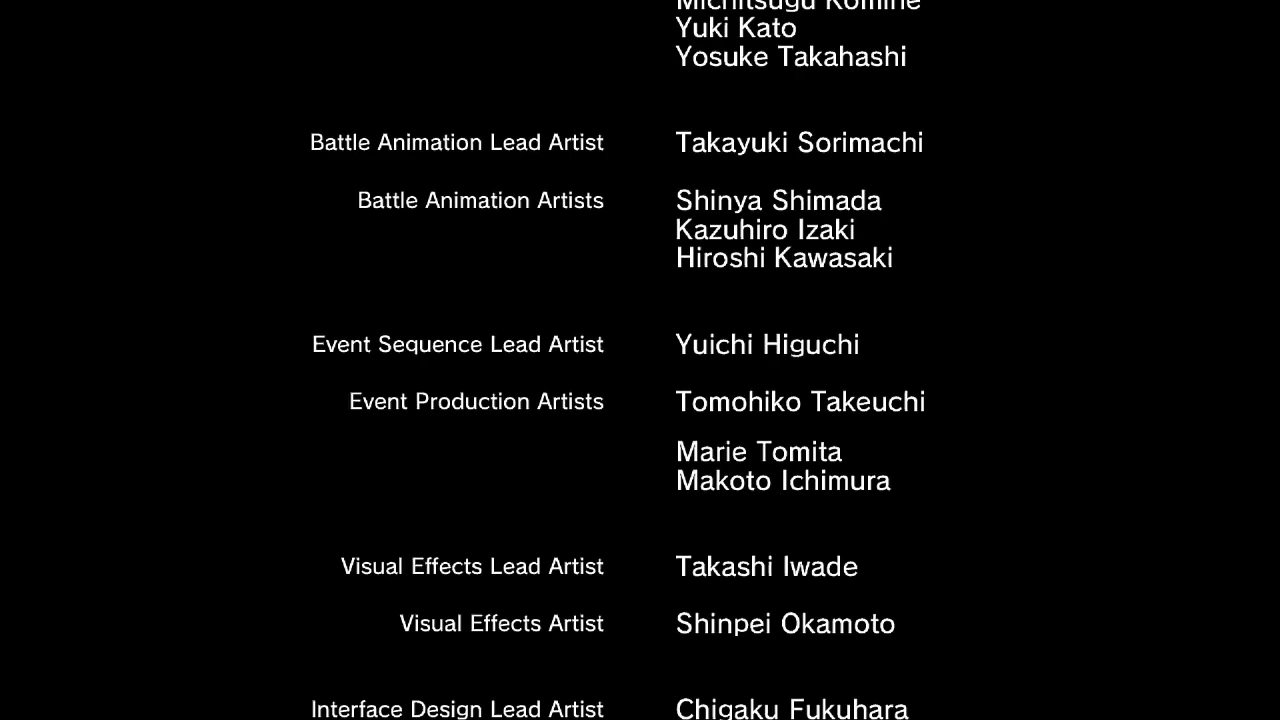 Michitsugu Komine
Yuki Kato
Yosuke Takahashi
Battle Animation Lead Artist Takayuki Sorimachi
Battle Animation Artists Shinya Shimada
Kazuhiro Izaki
Hiroshi Kawasaki
Event Sequence Lead Artist Yuichi Higuchi
Event Production Artists Tomohiko Takeuchi
Marie Tomita
Makoto Ichimura
Visual Effects Lead Artist Takashi Iwade
Visual Effects Artist Shinpei Okamoto
Interface Design Lead Artist Chigaku Fukuhara